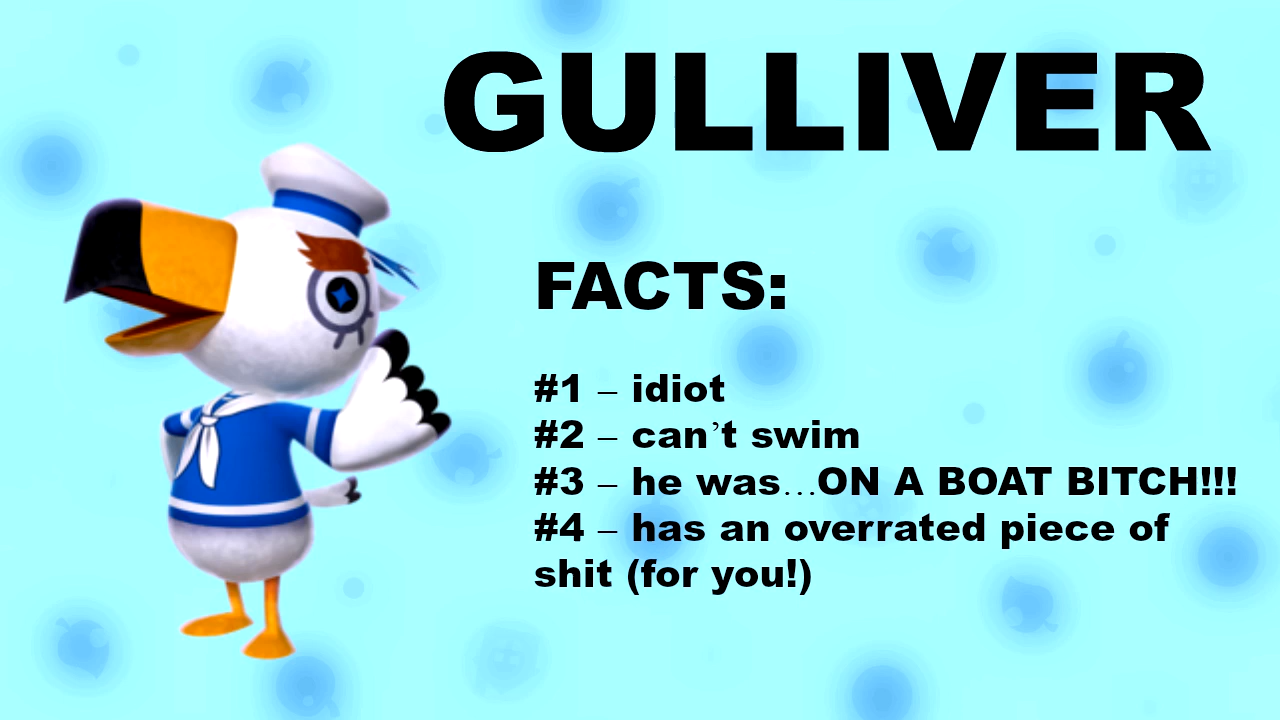 GULLIVER
FACTS:
#1 – idiot
#2 – can’t swim
#3 – he was…ON A BOAT BITCH!!!
#4 – has an overrated piece of
shit (for you!)